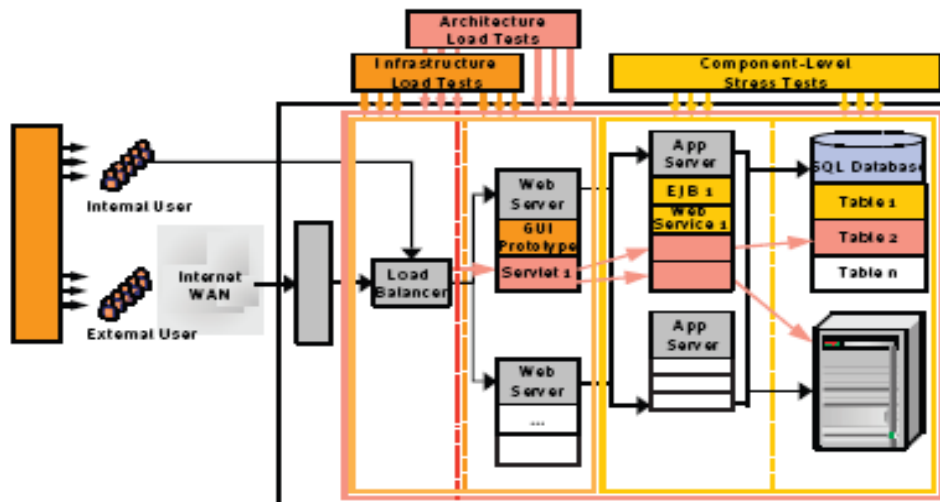 Architecture
Load Tests
Infrastructure
Load Tests
Component-Level
Stress Tests
Internal User
Internet
WAN
External User
Load
Balancer
Web
Server
GUI
Prototype
Servlet 1
Web
Server
...
App
Server
EJB 1
Web
Service 1
App
Server
SQL Database
Table 1
Table 2
Table n